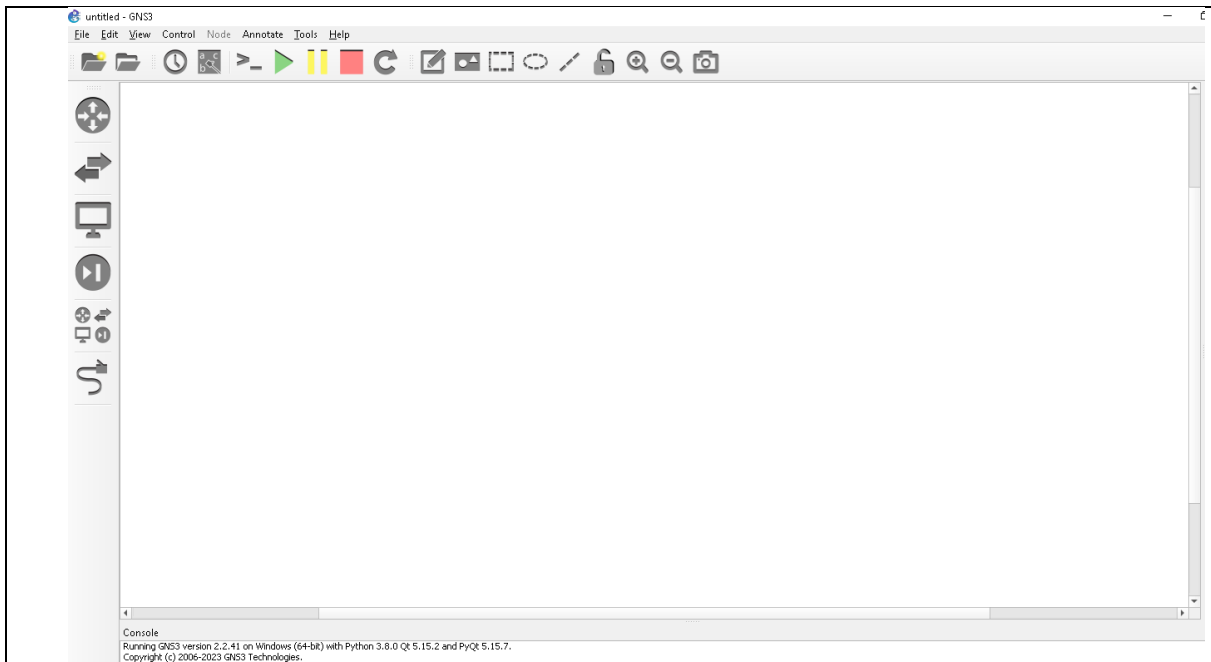 untitled - GNS3
File Edit View Control Node Annotate Tools Help
Console
Running GNS3 version 2.2.41 on Windows (64-bit) with Python 3.8.0 Qt 5.15.2 and PyQt 5.15.7.
Copyright (c) 2006-2023 GNS3 Technologies.